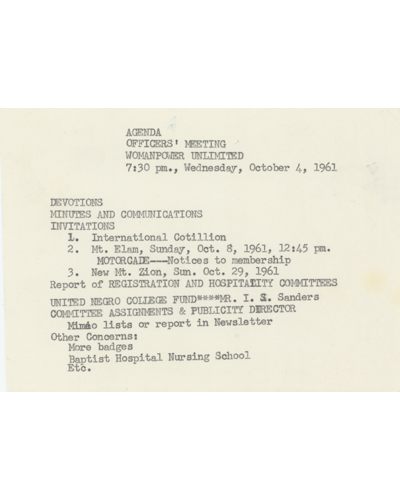 AGENDA
OFFICERS' MEETING
WOMANPOWER UNLIMITED
7:30 pm., Wednesday, October 4, 1961
DEVOTIONS
MINUTES AND COMMUNICATIONS
INVITATIONS
1. International Cotillion
2. Mt. Elam, Sunday, Oct. 8, 1961, 12:45 pm.
MOTORCADE----Notices to membership
3. New Mt. Zion, Sun. Oct. 29, 1961
Report of REGISTRATION AND HOSPITALITY COMMITTEES
UNITED NEGRO COLLEGE FUND****MR. I. S. Sanders
COMMITTEE ASSIGNMENTS & PUBLICITY DIRECTOR
Mimeo lists or report in Newsletter
Other Concerns:
More badges
Baptist Hospital Nursing School
Etc.